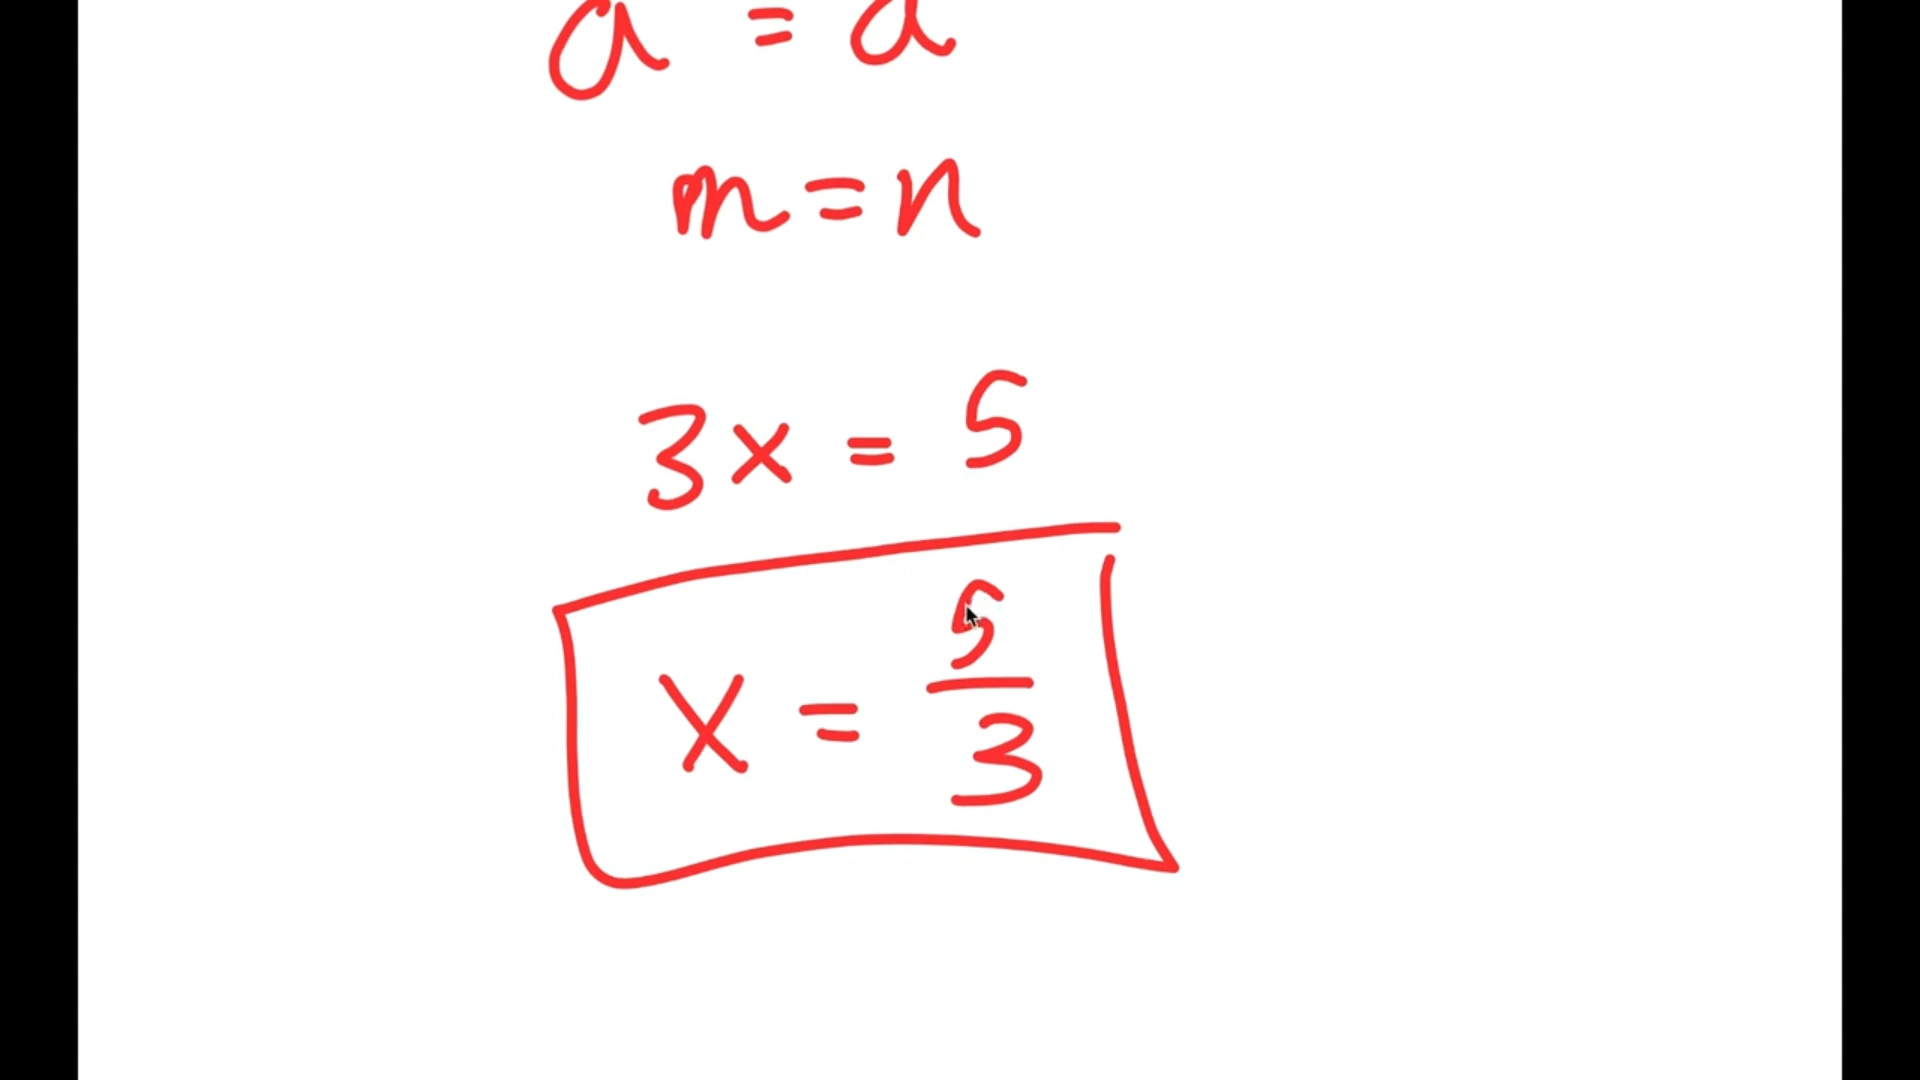 a = a
m = n
3x = 5
x = 5/3